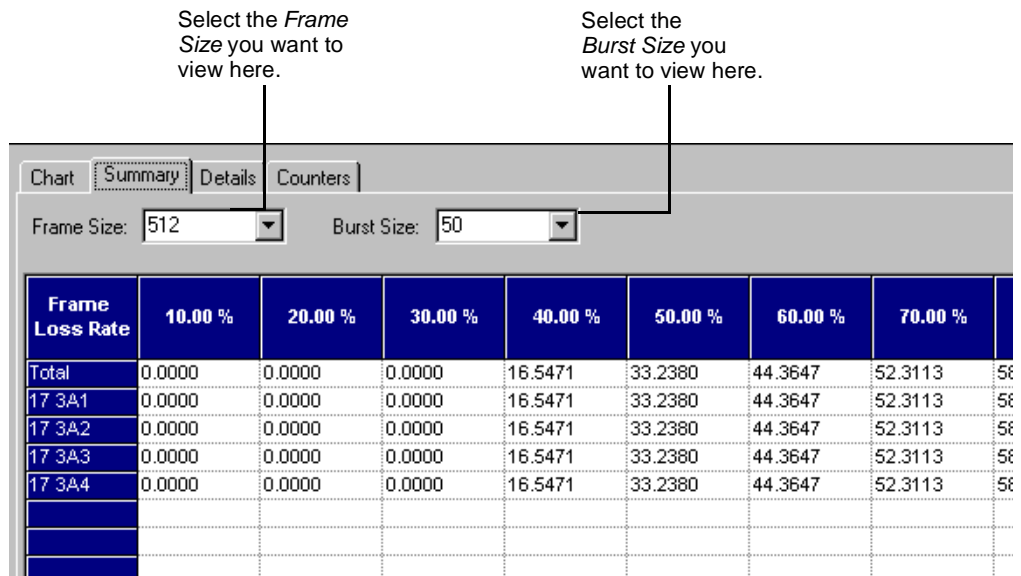 Select the Frame
Size you want to
view here.
Select the
Burst Size you
want to view here.
Chart Summary Details Counters
Frame Size: 512 Burst Size: 50
Frame
Loss Rate 10.00 % 20.00 % 30.00 % 40.00 % 50.00 % 60.00 % 70.00 %
Total 0.0000 0.0000 0.0000 16.5471 33.2380 44.3647 52.3113 58
17 3A1 0.0000 0.0000 0.0000 16.5471 33.2380 44.3647 52.3113 58
17 3A2 0.0000 0.0000 0.0000 16.5471 33.2380 44.3647 52.3113 58
17 3A3 0.0000 0.0000 0.0000 16.5471 33.2380 44.3647 52.3113 58
17 3A4 0.0000 0.0000 0.0000 16.5471 33.2380 44.3647 52.3113 58